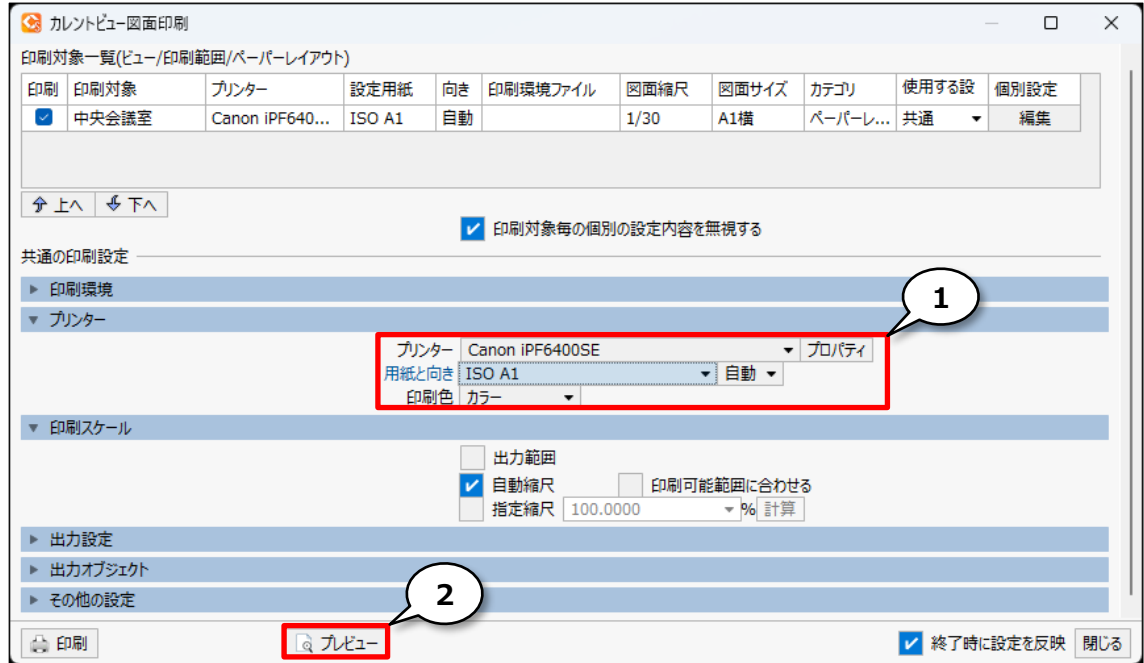 カレントビュー図面印刷
印刷対象一覧(ビュー/印刷範囲/ペーパーレイアウト)
印刷 印刷対象 プリンター 設定用紙 向き 印刷環境ファイル 図面縮尺 図面サイズ カテゴリ 使用する設 個別設定
中央会議室 Canon iPF640... ISO A1 自動 1/30 A1横 ペーパーレ... 共通 編集
上へ 下へ
印刷対象毎の個別の設定内容を無視する
共通の印刷設定
印刷環境
1
プリンター
プリンター Canon iPF6400SE プロパティ
用紙と向き ISO A1 自動
印刷色 カラー
印刷スケール
出力範囲
自動縮尺 印刷可能範囲に合わせる
指定縮尺 100.0000 % 計算
出力設定
出力オブジェクト
その他の設定
2
印刷 プレビュー 終了時に設定を反映 閉じる